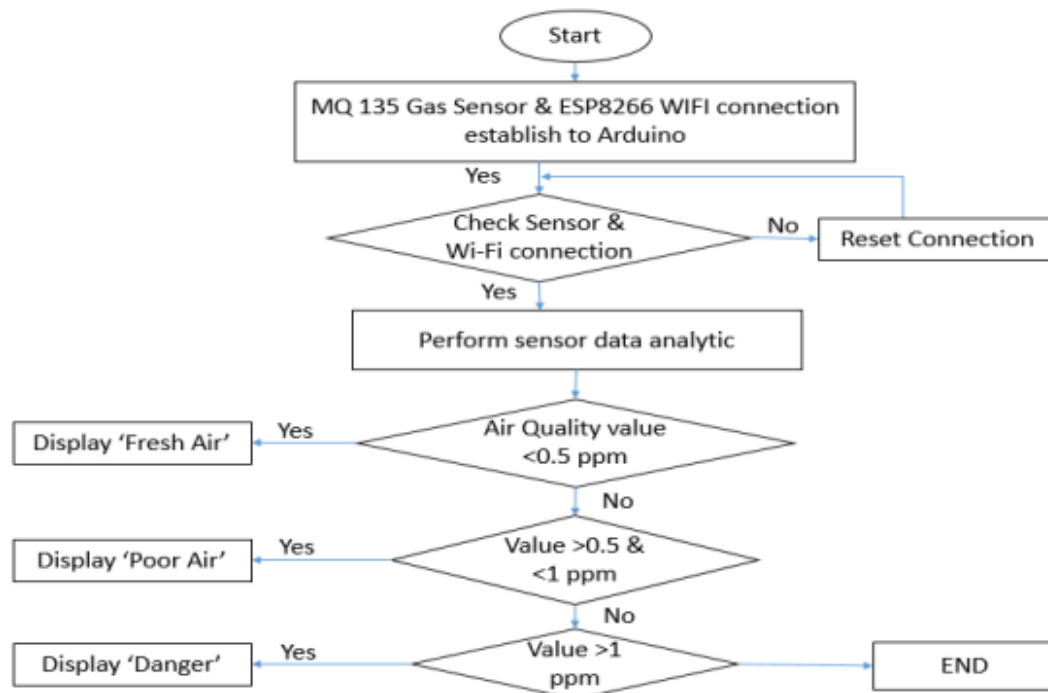 Start
MQ 135 Gas Sensor & ESP8266 WIFI connection
establish to Arduino
Yes
Check Sensor &
Wi-Fi connection
No
Reset Connection
Yes
Perform sensor data analytic
Air Quality value
<0.5 ppm
Yes
Display ‘Fresh Air’
No
Value >0.5 &
<1 ppm
Yes
Display ‘Poor Air’
No
Value >1
ppm
Yes
Display ‘Danger’
END